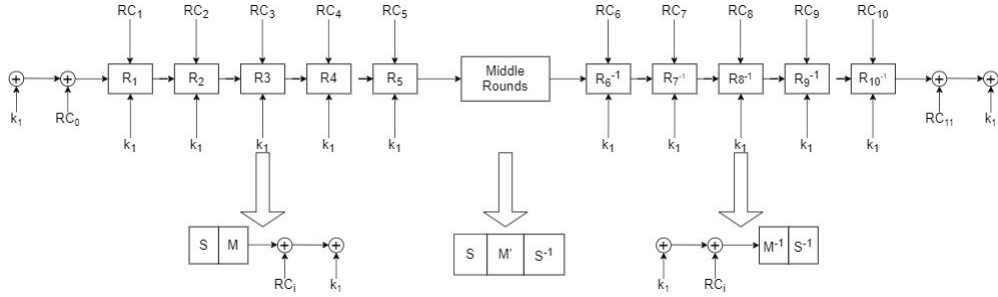 RC1 RC2 RC3 RC4 RC5 RC6 RC7 RC8 RC9 RC10
R1 R2 R3 R4 R5 Middle Rounds R6-1 R7-1 R8-1 R9-1 R10-1
k1 RC0 k1 k1 k1 k1 k1 k1 k1 k1 k1 k1 RC11 k1
S M S M' S-1 M-1 S-1
RCi k1 k1 RCi